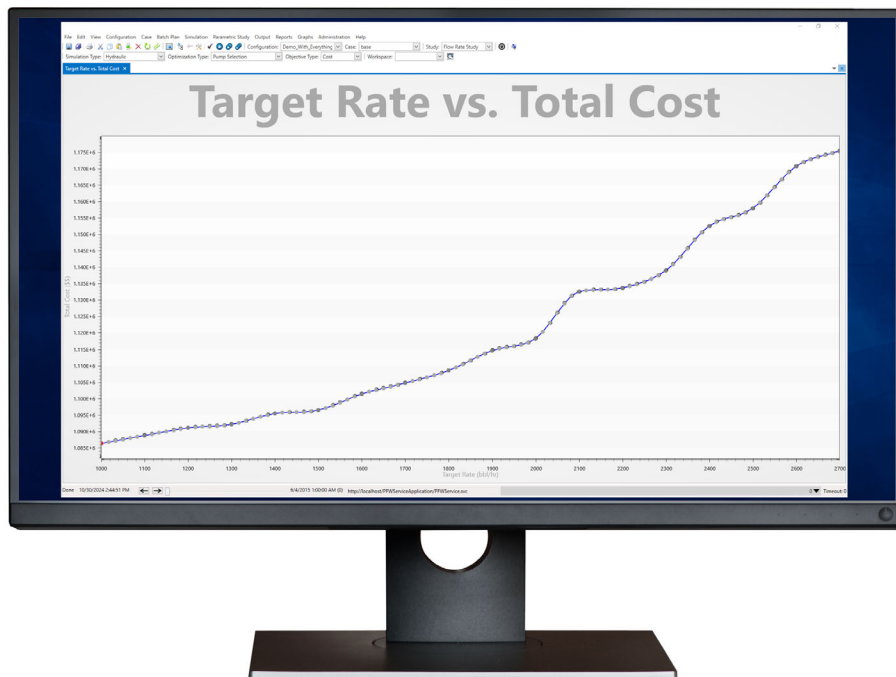 File Edit View Configuration Case Batch Plan Simulation Parametric Study Output Reports Graphs Administration Help
Configuration: Demo_With_Everything Case: base Study: Flow Rate Study
Simulation Type: Hydraulic Optimization Type: Pump Selection Objective Type: Cost Workspace:
Target Rate vs. Total Cost
Target Rate vs. Total Cost
1.175E+6
1.170E+6
1.165E+6
1.160E+6
1.155E+6
1.150E+6
1.145E+6
1.140E+6
1.135E+6
1.130E+6
1.125E+6
1.120E+6
1.115E+6
1.110E+6
1.105E+6
1.100E+6
1.095E+6
1.090E+6
1.085E+6
Total Cost ($)
1000 1100 1200 1300 1400 1500 1600 1700 1800 1900 2000 2100 2200 2300 2400 2500 2600 2700
Target Rate (bbl/hr)
Done 10/30/2024 2:44:51 PM 6/4/2015 1:00:00 AM (0) http://localhost/PFWServiceApplication/PFWService.svc 0 Timeout: 0